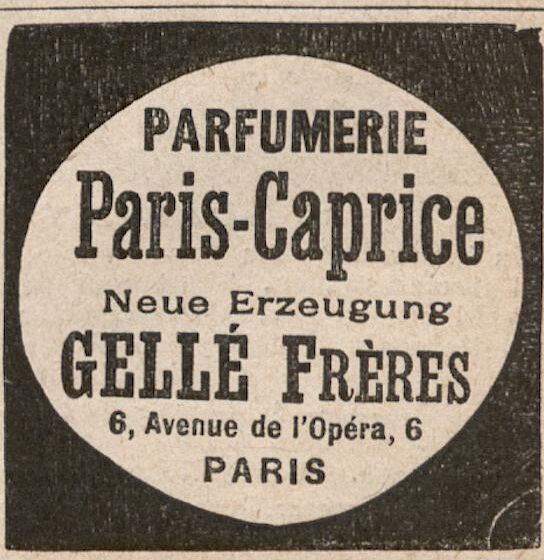 PARFUMERIE
Paris-Caprice
Neue Erzeugung
GELLÉ FRÈRES
6, Avenue de l'Opéra, 6
PARIS